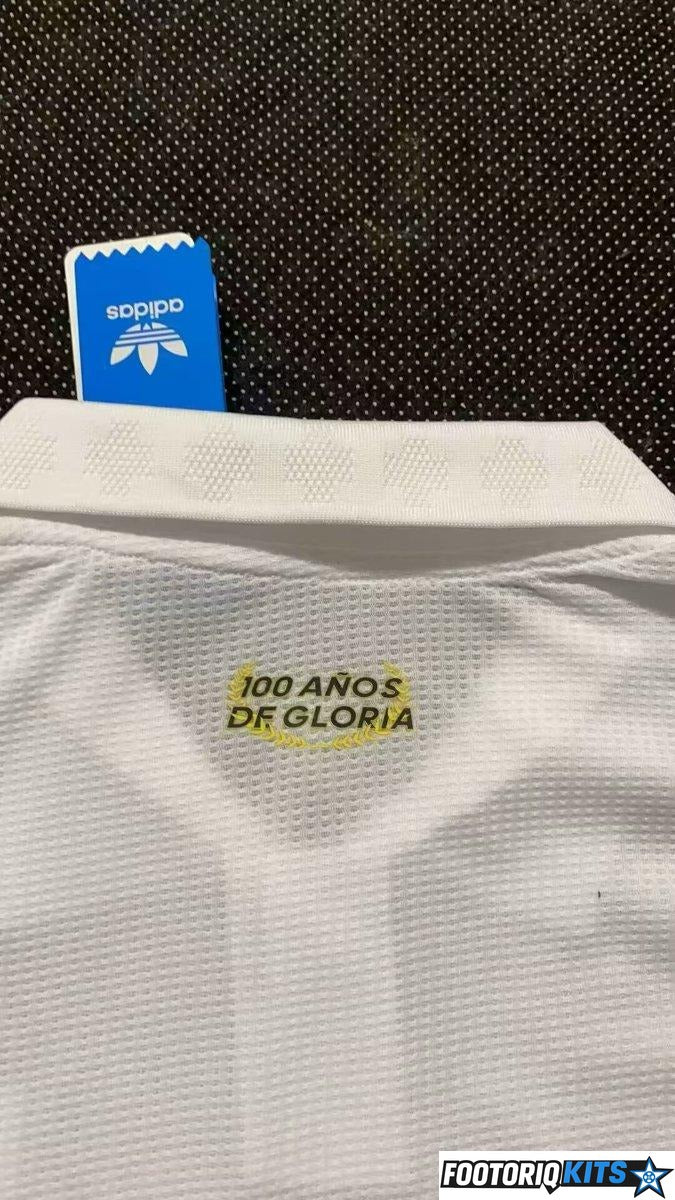 adidas
100 AÑOS
DE GLORIA
FOOTORIQKITS